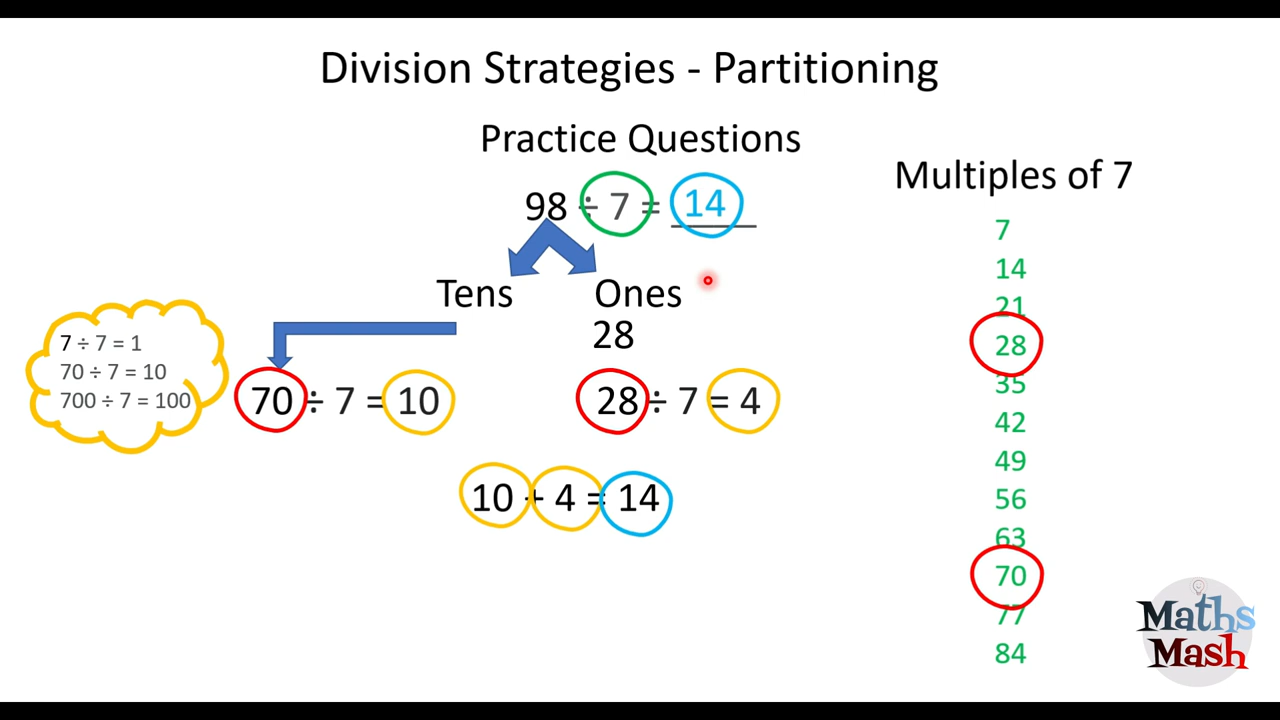 Division Strategies - Partitioning
Practice Questions
98 ÷ 7 = 14
Tens Ones
28
7 ÷ 7 = 1
70 ÷ 7 = 10
700 ÷ 7 = 100
70 ÷ 7 = 10
28 ÷ 7 = 4
10 + 4 = 14
Multiples of 7
7
14
21
28
35
42
49
56
63
70
77
84
Maths
Mash